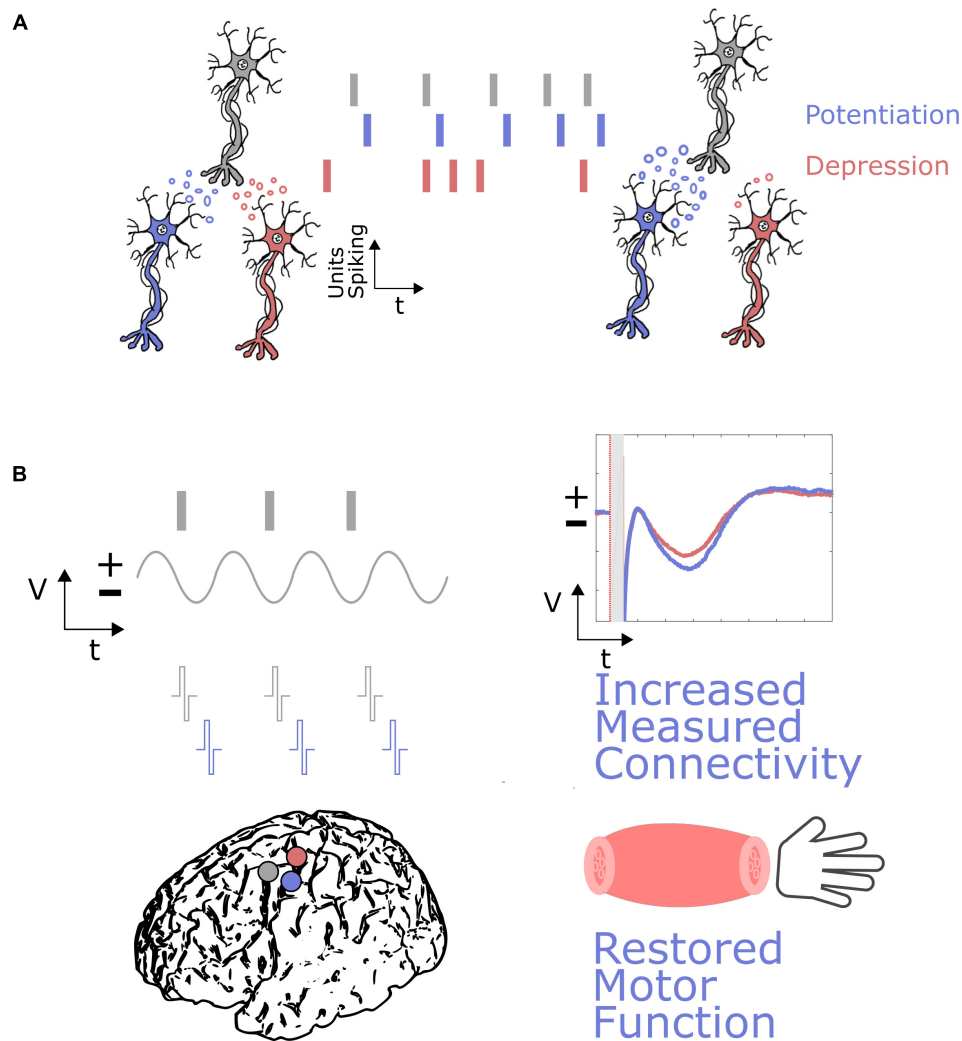 A
Potentiation
Depression
Units
Spiking
t
B
+
−
V
t
+
−
V
t
Increased
Measured
Connectivity
Restored
Motor
Function